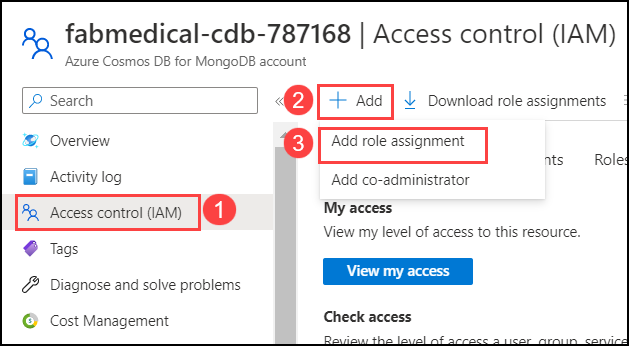 fabmedical-cdb-787168 | Access control (IAM)
Azure Cosmos DB for MongoDB account
Search
«
2
+ Add
Download role assignments
3
Add role assignment
Add co-administrator
Roles
Overview
Activity log
Access control (IAM)
1
Tags
Diagnose and solve problems
Cost Management
My access
View my level of access to this resource.
View my access
Check access
Review the level of access a user, group, service